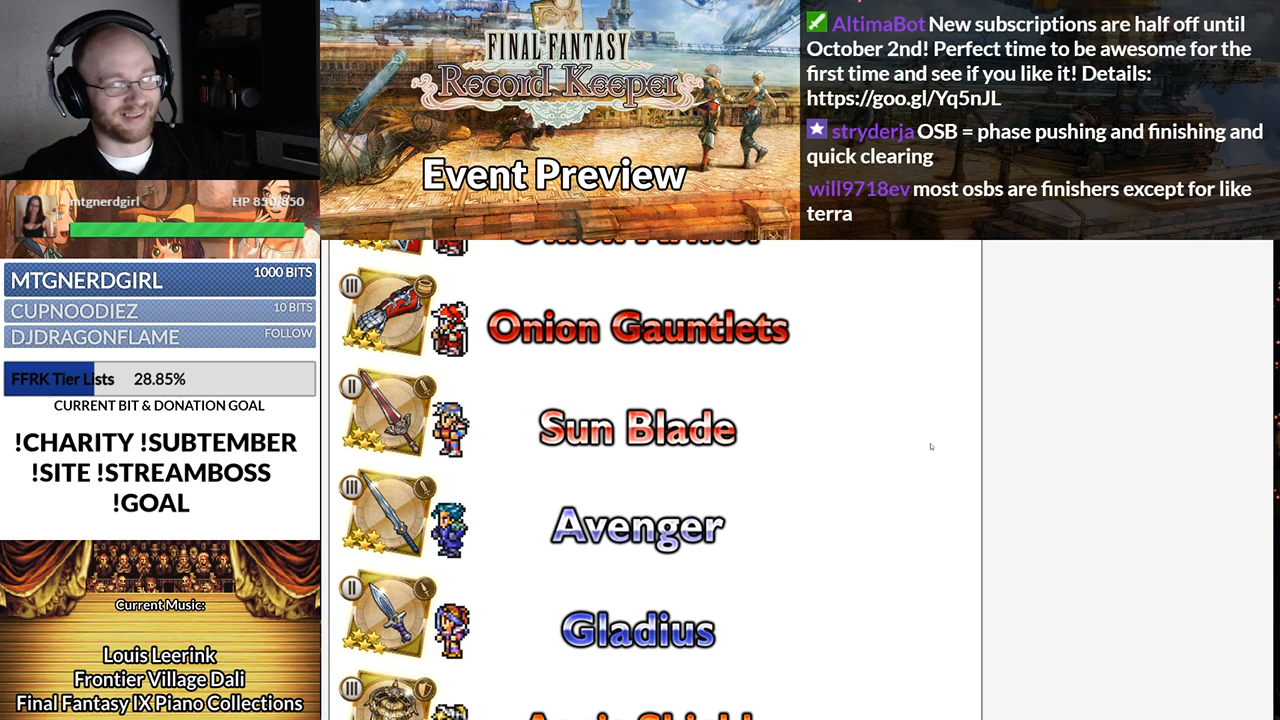 mtgnerdgirl HP 850/850
MTGNERDGIRL 1000 BITS
CUPNOODIEZ 10 BITS
DJDRAGONFLAME FOLLOW
FFRK Tier Lists 28.85%
CURRENT BIT & DONATION GOAL
!CHARITY !SUBTEMBER
!SITE !STREAMBOSS
!GOAL
Current Music:
Louis Leerink
Frontier Village Dali
Final Fantasy IX Piano Collections
FINAL FANTASY
Record Keeper
Event Preview
III
Onion Gauntlets
II
Sun Blade
III
Avenger
II
Gladius
III
AltimaBot New subscriptions are half off until
October 2nd! Perfect time to be awesome for the
first time and see if you like it! Details:
https://goo.gl/Yq5nJL
stryderja OSB = phase pushing and finishing and
quick clearing
will9718ev most osbs are finishers except for like
terra